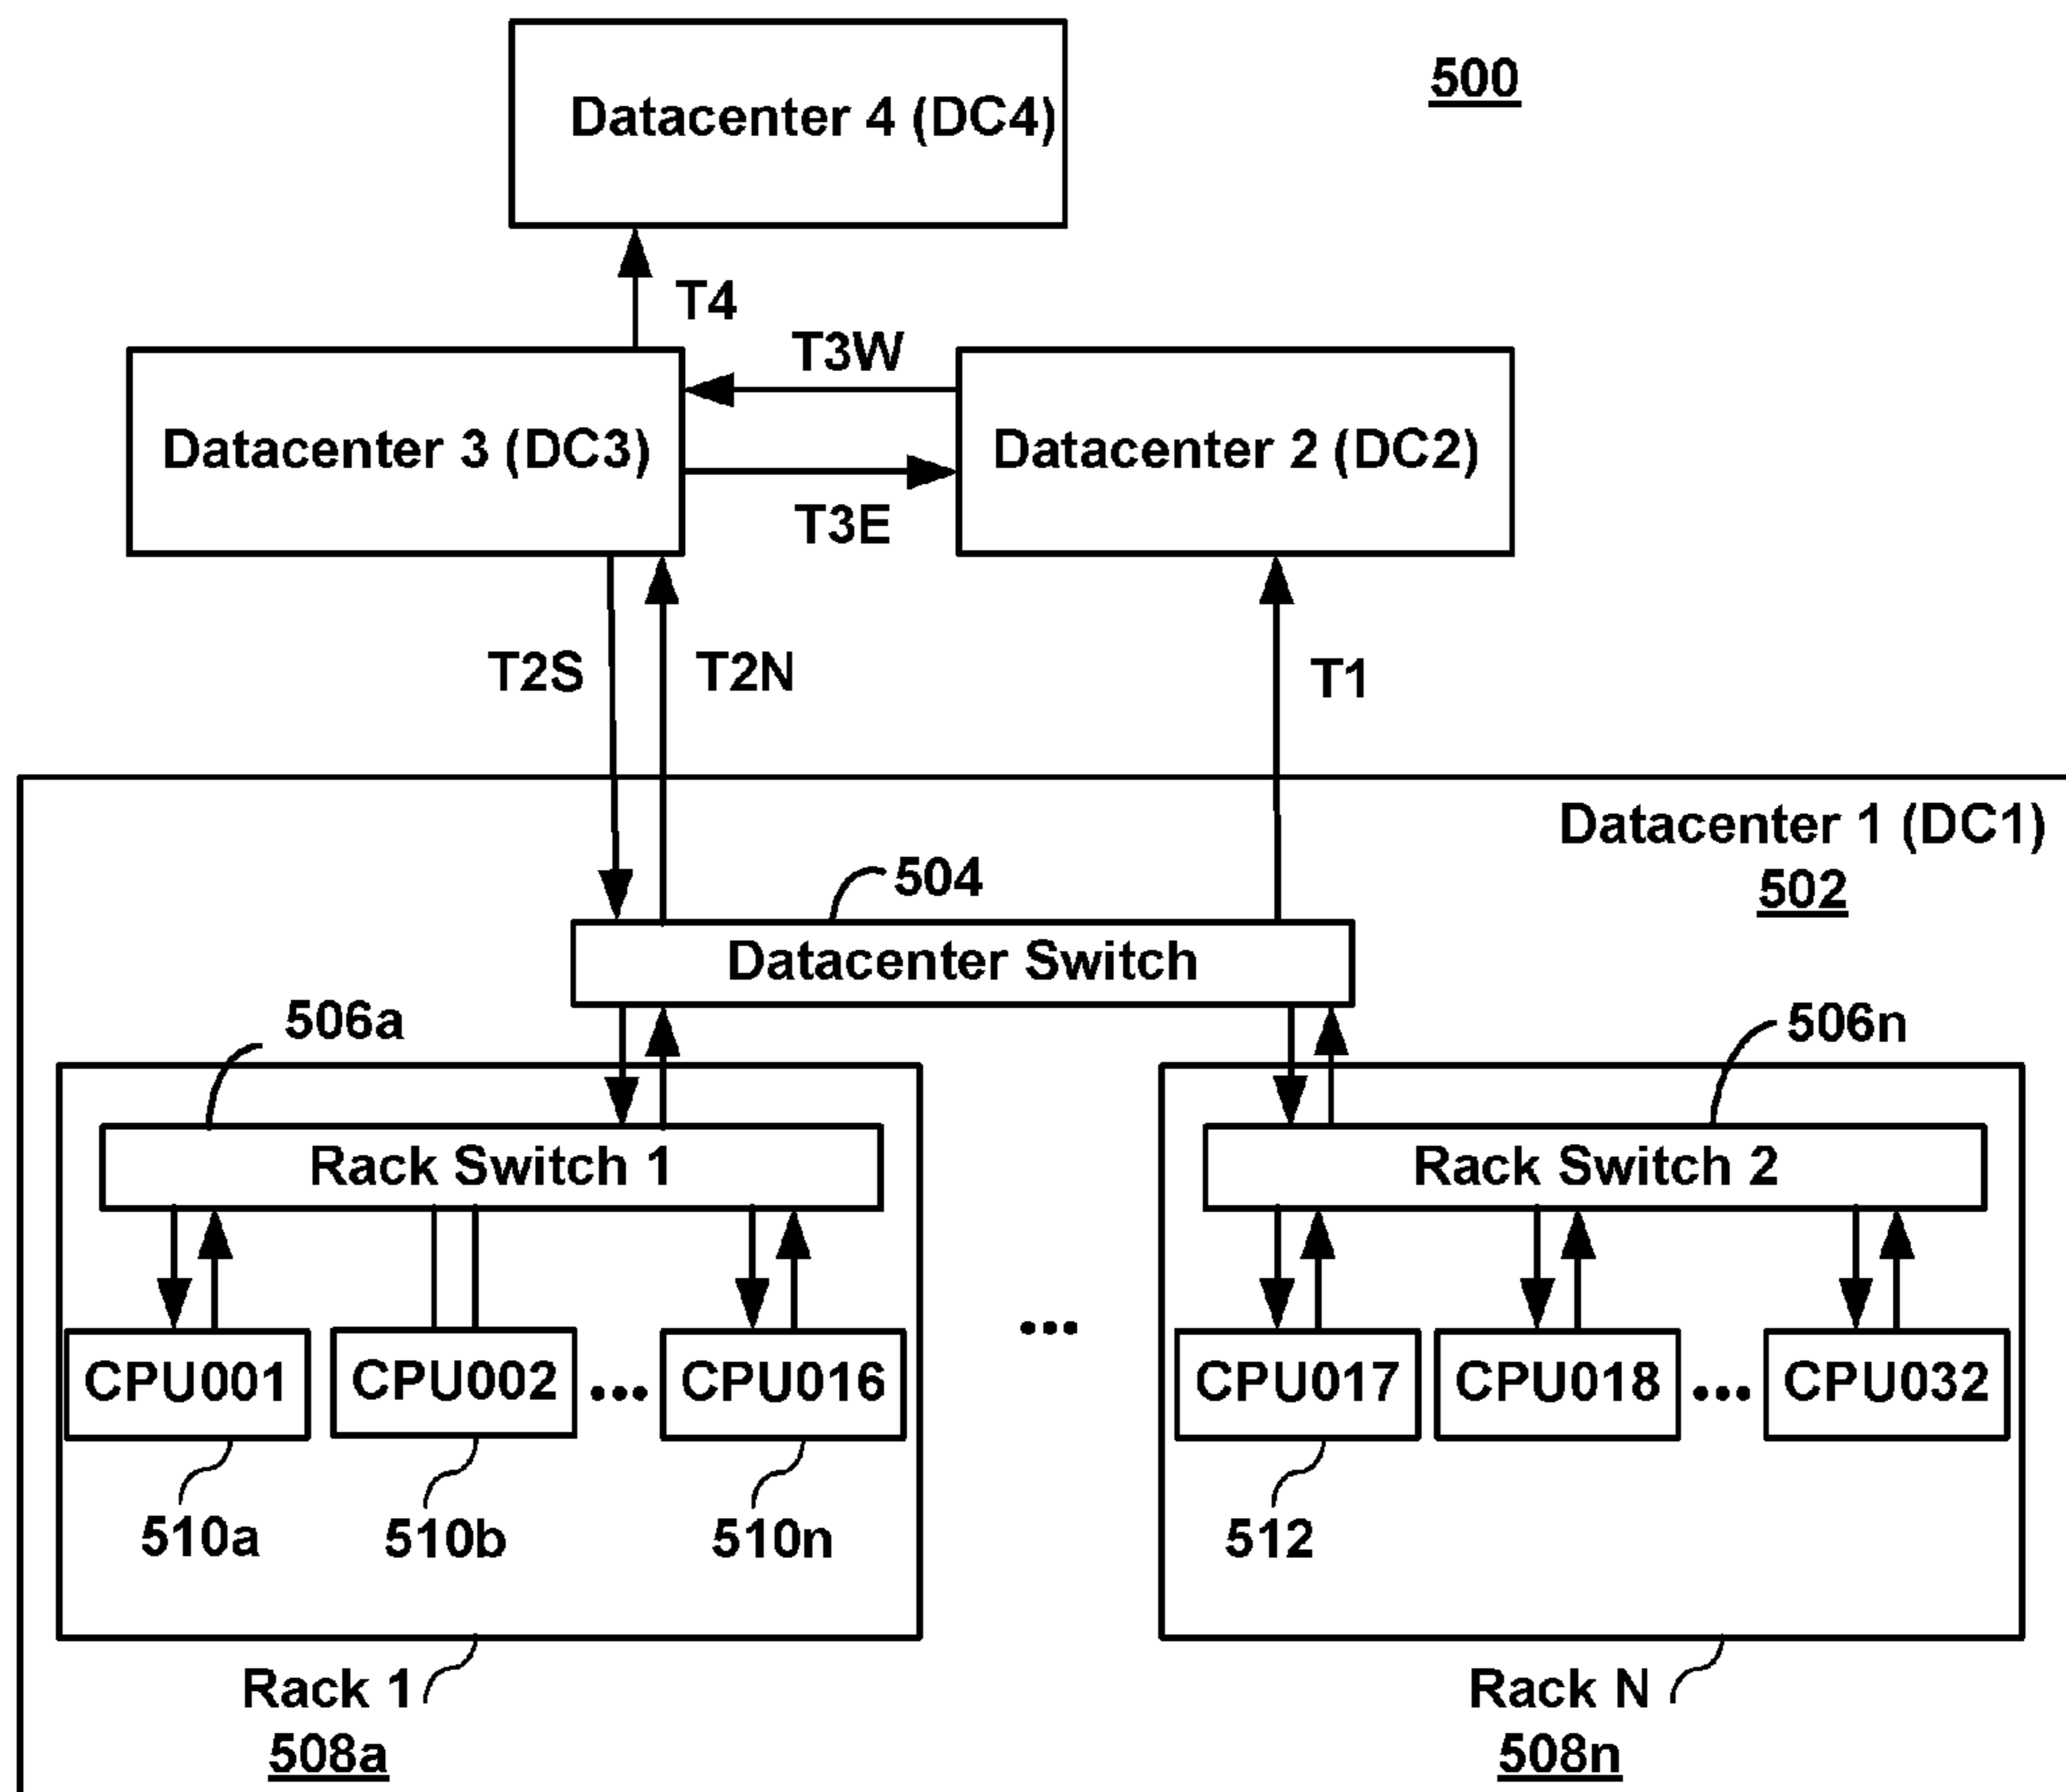 Datacenter 4 (DC4)
500
T4
T3W
Datacenter 3 (DC3)
Datacenter 2 (DC2)
T3E
T2S
T2N
T1
Datacenter 1 (DC1)
502
504
Datacenter Switch
506a
506n
Rack Switch 1
Rack Switch 2
...
CPU001
CPU002
...
CPU016
CPU017
CPU018
...
CPU032
510a
510b
510n
512
Rack 1
508a
Rack N
508n